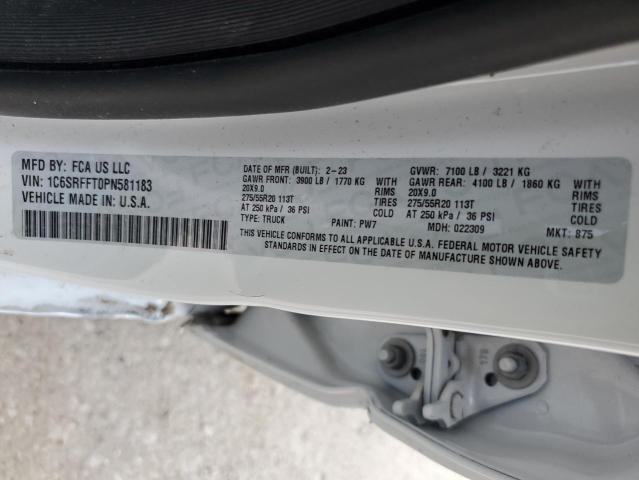 MFD BY: FCA US LLC
VIN: 1C6SRFFT0PN581183
VEHICLE MADE IN: U.S.A.
DATE OF MFR (BUILT): 2-23 GVWR: 7100 LB / 3221 KG
GAWR FRONT: 3900 LB / 1770 KG GAWR REAR: 4100 LB / 1860 KG
20X9.0 RIMS 20X9.0 RIMS
275/55R20 113T TIRES 275/55R20 113T TIRES
AT 250 kPa / 36 PSI COLD AT 250 kPa / 36 PSI COLD
TYPE: TRUCK PAINT: PW7 MDH: 022309 MKT: 875
THIS VEHICLE CONFORMS TO ALL APPLICABLE U.S.A. FEDERAL MOTOR VEHICLE SAFETY
STANDARDS IN EFFECT ON THE DATE OF MANUFACTURE SHOWN ABOVE.